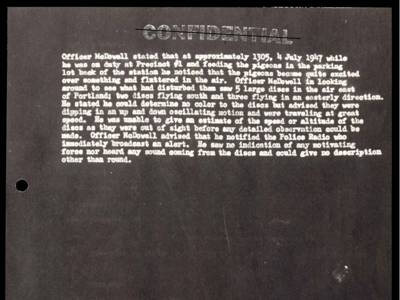 CONFIDENTIAL
Officer McDowell stated that at approximately 1305, 4 July 1947 while
he was on duty at Precinct #1 and feeding the pigeons in the parking
lot back of the station he noticed that the pigeons became quite excited
over something and fluttered in the air. Officer McDowell in looking
around to see what had disturbed them saw 5 large discs in the air east
of Portland; two discs flying south and three flying in an easterly direction.
He stated he could determine no color to the discs but advised they were
dipping in an up and down oscillating motion and were traveling at great
speed. He was unable to give an estimate of the speed or altitude of the
discs as they were out of sight before any detailed observation could be
made. Officer McDowell advised that he notified the Police Radio who
immediately broadcast an alert. He saw no indication of any motivating
force nor heard any sound coming from the discs and could give no description
other than round.